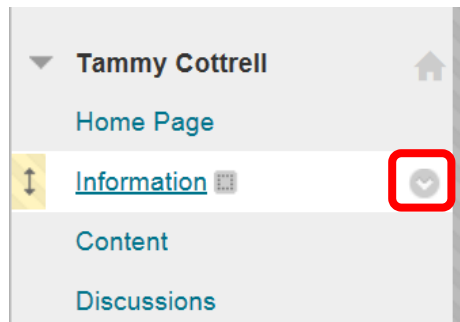 Tammy Cottrell
Home Page
Information
Content
Discussions